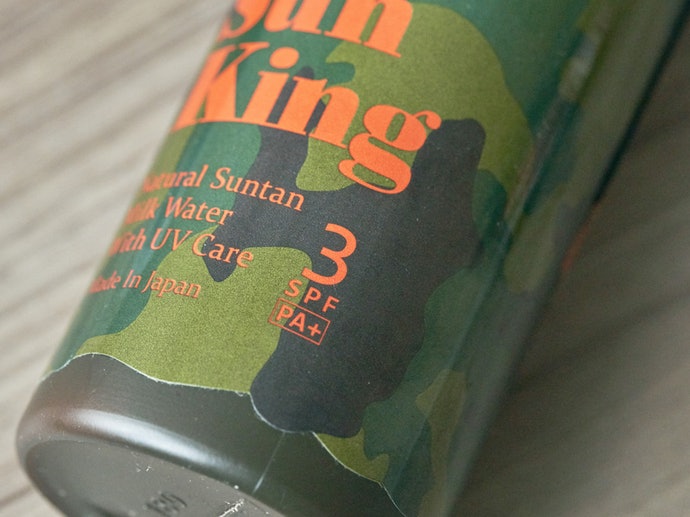 Sun
King
Natural Suntan
Milk Water
With UV Care
Made In Japan
3
SPF
PA+